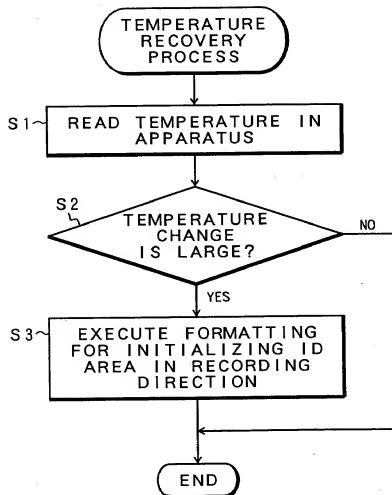 TEMPERATURE
RECOVERY
PROCESS
S1
READ TEMPERATURE IN
APPARATUS
S2
TEMPERATURE
CHANGE
IS LARGE?
NO
YES
S3
EXECUTE FORMATTING
FOR INITIALIZING ID
AREA IN RECORDING
DIRECTION
END